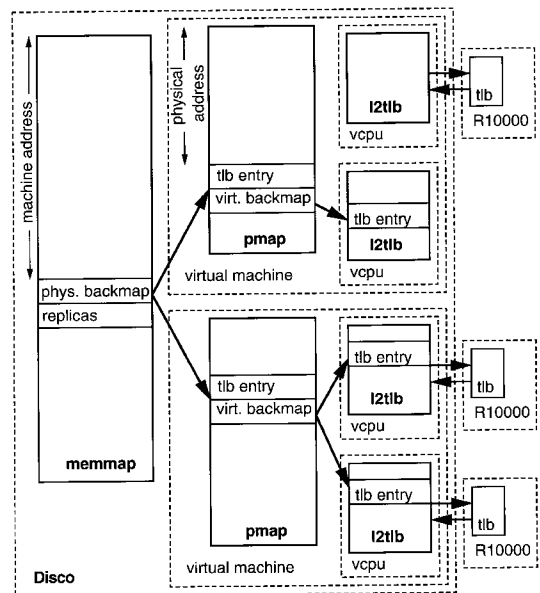 machine address
phys. backmap
replicas
memmap
Disco
physical
address
tlb entry
virt. backmap
pmap
virtual machine
l2tlb
vcpu
tlb
R10000
tlb entry
l2tlb
vcpu
tlb entry
virt. backmap
pmap
virtual machine
tlb entry
l2tlb
vcpu
tlb
R10000
tlb entry
l2tlb
vcpu
tlb
R10000